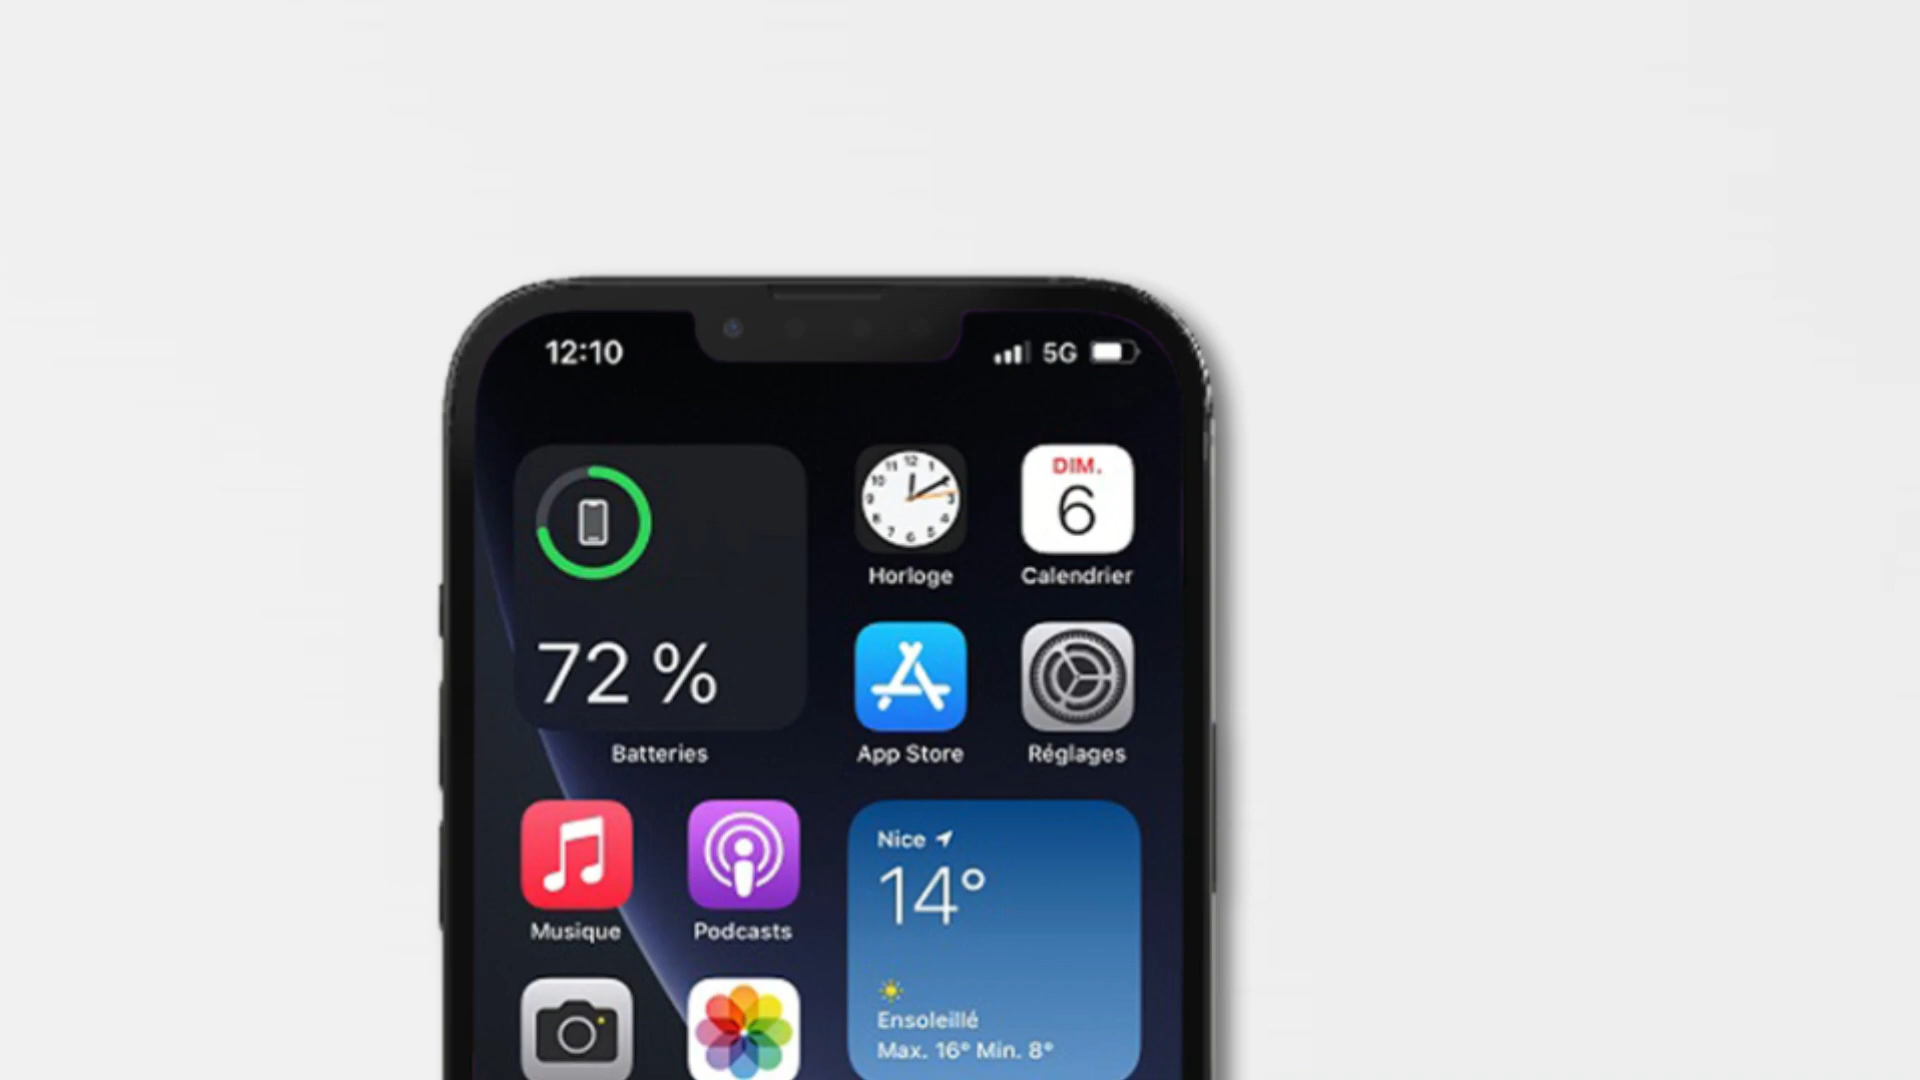 12:10
5G
DIM.
6
Horloge
Calendrier
72 %
Batteries
App Store
Réglages
Musique
Podcasts
Nice
14°
Ensoleillé
Max. 16° Min. 8°